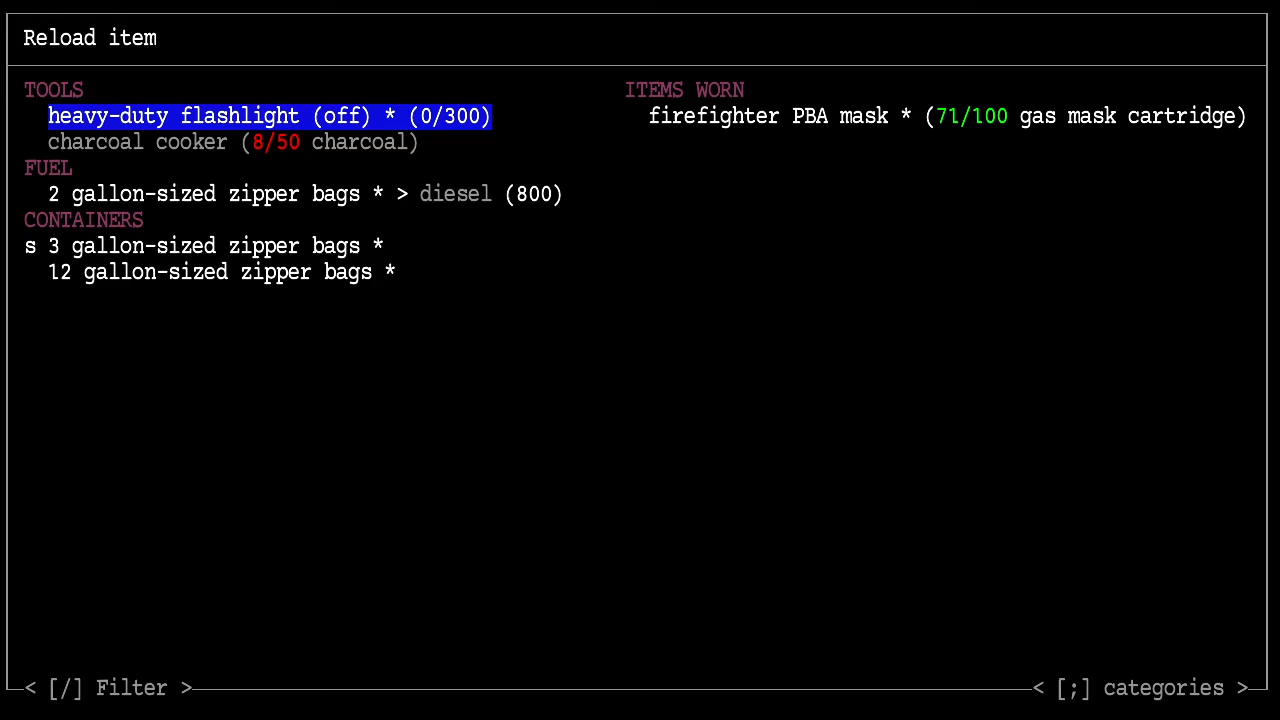 Reload item
TOOLS
heavy-duty flashlight (off) * (0/300)
charcoal cooker (8/50 charcoal)
FUEL
2 gallon-sized zipper bags * > diesel (800)
CONTAINERS
s 3 gallon-sized zipper bags *
12 gallon-sized zipper bags *
ITEMS WORN
firefighter PBA mask * (71/100 gas mask cartridge)
< [/] Filter >
< [;] categories >